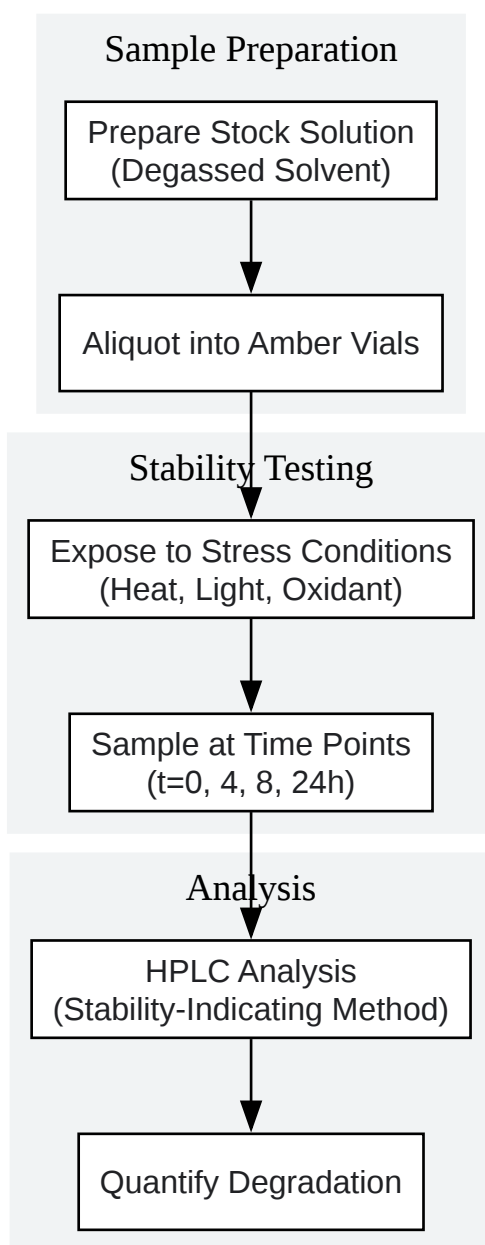 Sample Preparation
Prepare Stock Solution
(Degassed Solvent)
Aliquot into Amber Vials
Stability Testing
Expose to Stress Conditions
(Heat, Light, Oxidant)
Sample at Time Points
(t=0, 4, 8, 24h)
Analysis
HPLC Analysis
(Stability-Indicating Method)
Quantify Degradation